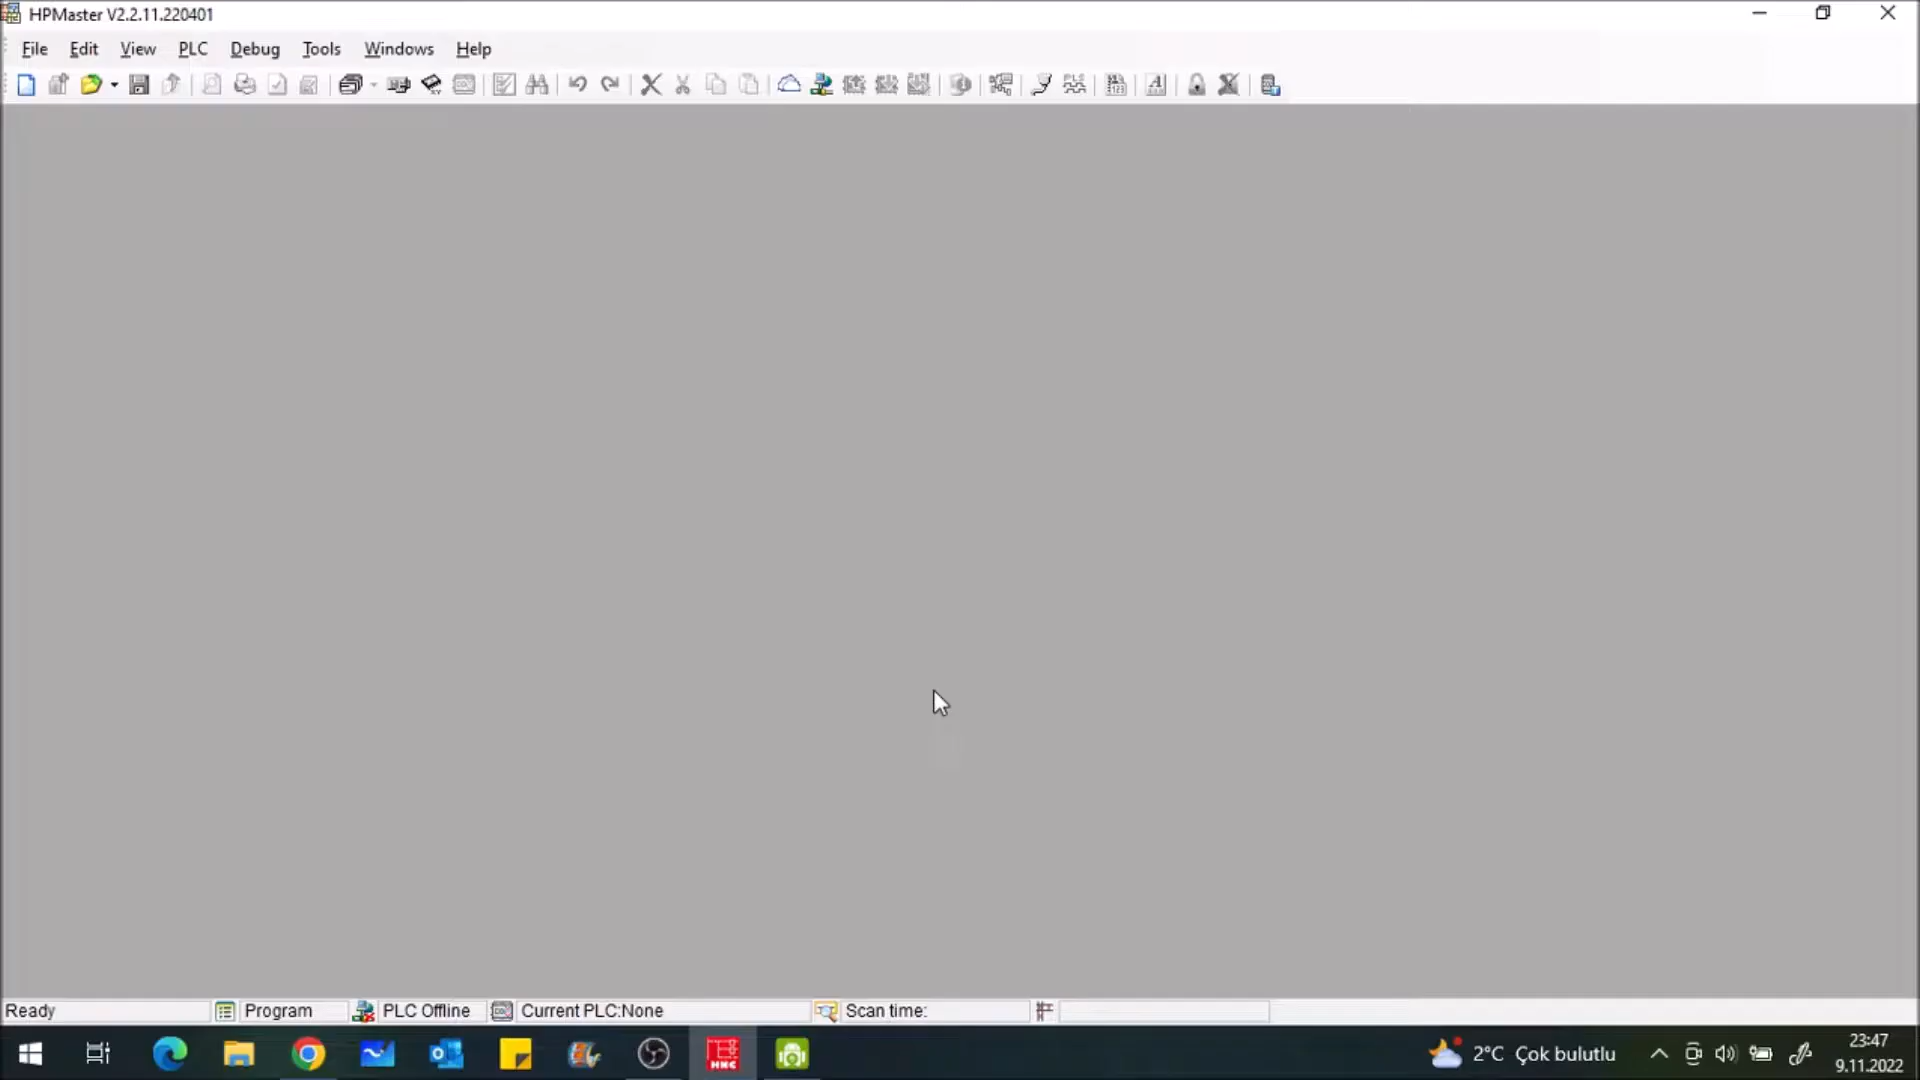 HPMaster V2.2.11.220401
File Edit View PLC Debug Tools Windows Help
Ready Program PLC Offline Current PLC:None Scan time:
HNC
2°C Çok bulutlu
23:47
9.11.2022